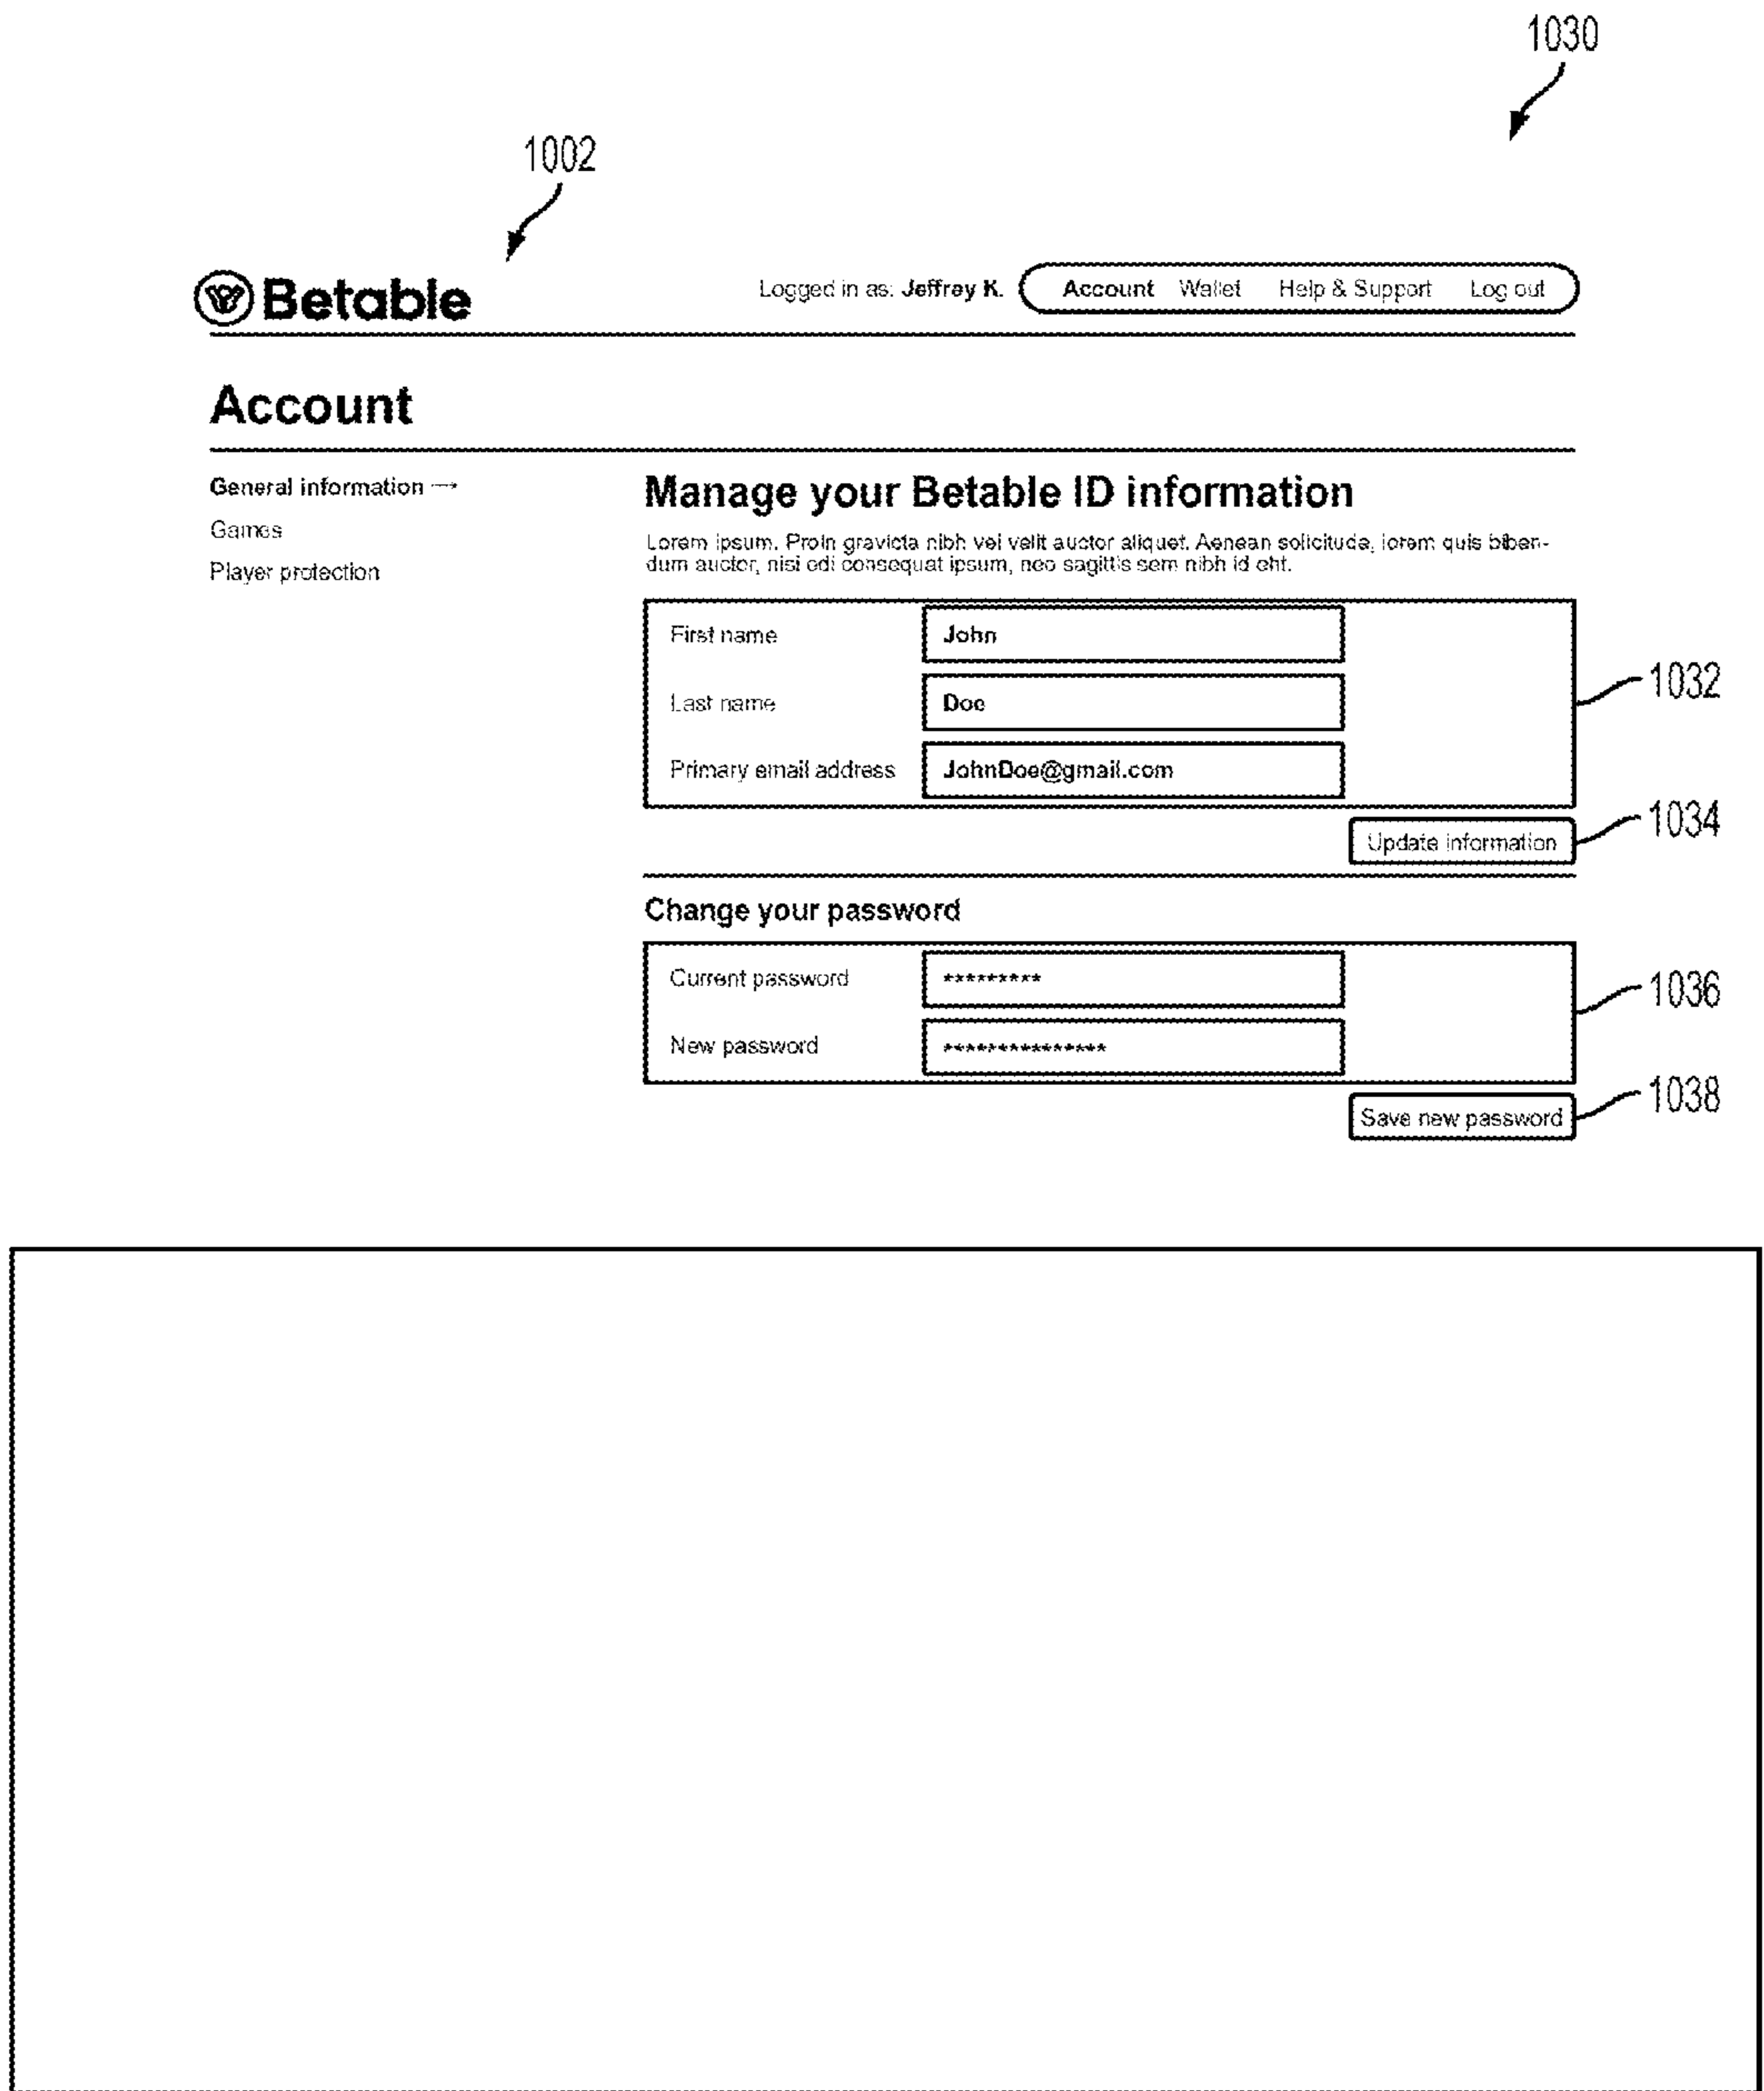 1030
1002
Betable
Logged in as: Jeffrey K. Account Wallet Help & Support Log out
Account
General information →
Games
Player protection
Manage your Betable ID information
Lorem ipsum. Proin gravicta nibh vel velit auctor aliquet. Aenean solicitude, lorem quis biben-
dum auctor, nisi edi consequat ipsum, neo sagittis sem nibh id eht.
First name John
Last name Doe
Primary email address JohnDoe@gmail.com
1032
Update information
1034
Change your password
Current password *********
New password ***************
1036
Save new password
1038